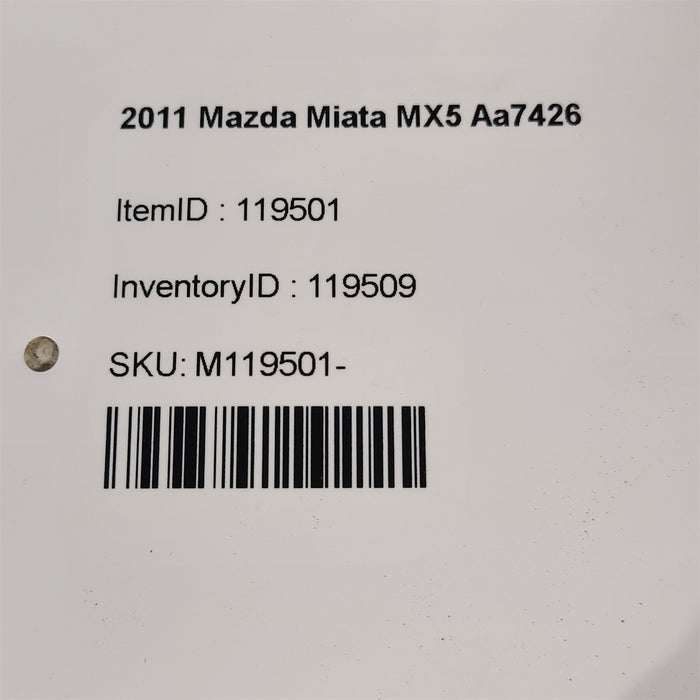 2011 Mazda Miata MX5 Aa7426
ItemID : 119501
InventoryID : 119509
SKU: M119501-